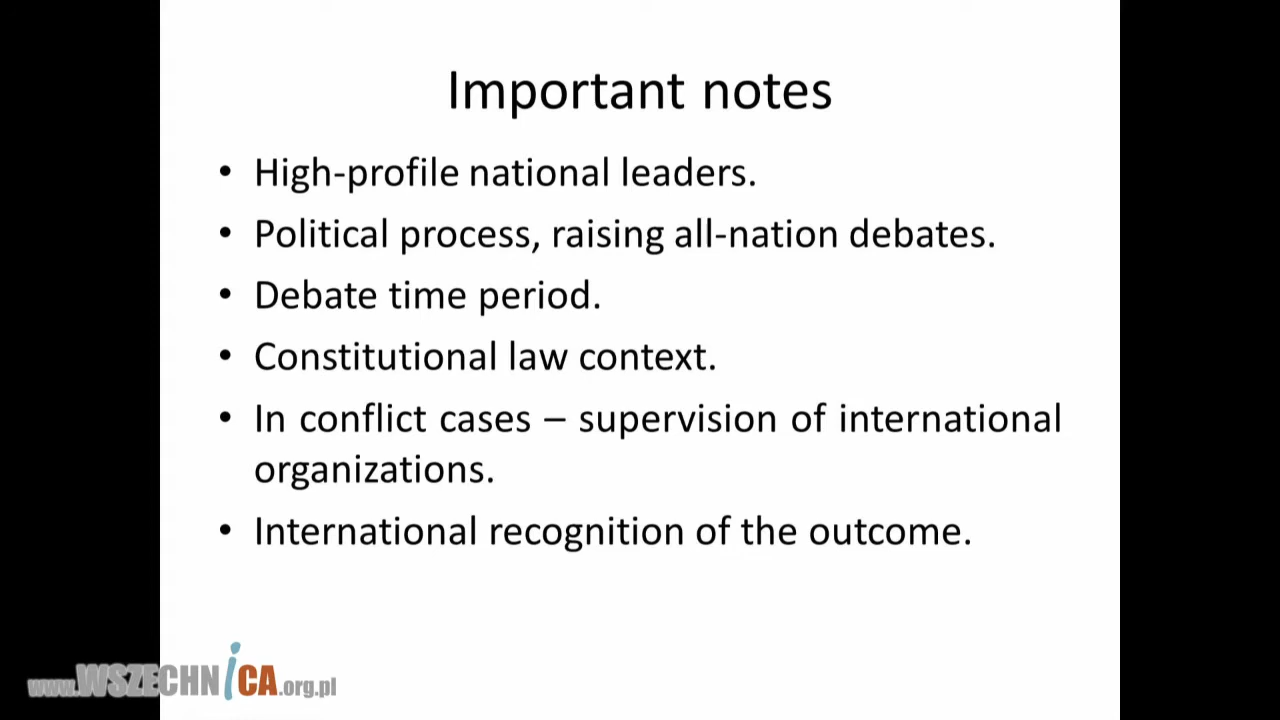 Important notes
• High-profile national leaders.
• Political process, raising all-nation debates.
• Debate time period.
• Constitutional law context.
• In conflict cases – supervision of international
organizations.
• International recognition of the outcome.
www.WSZECHNiCA.org.pl